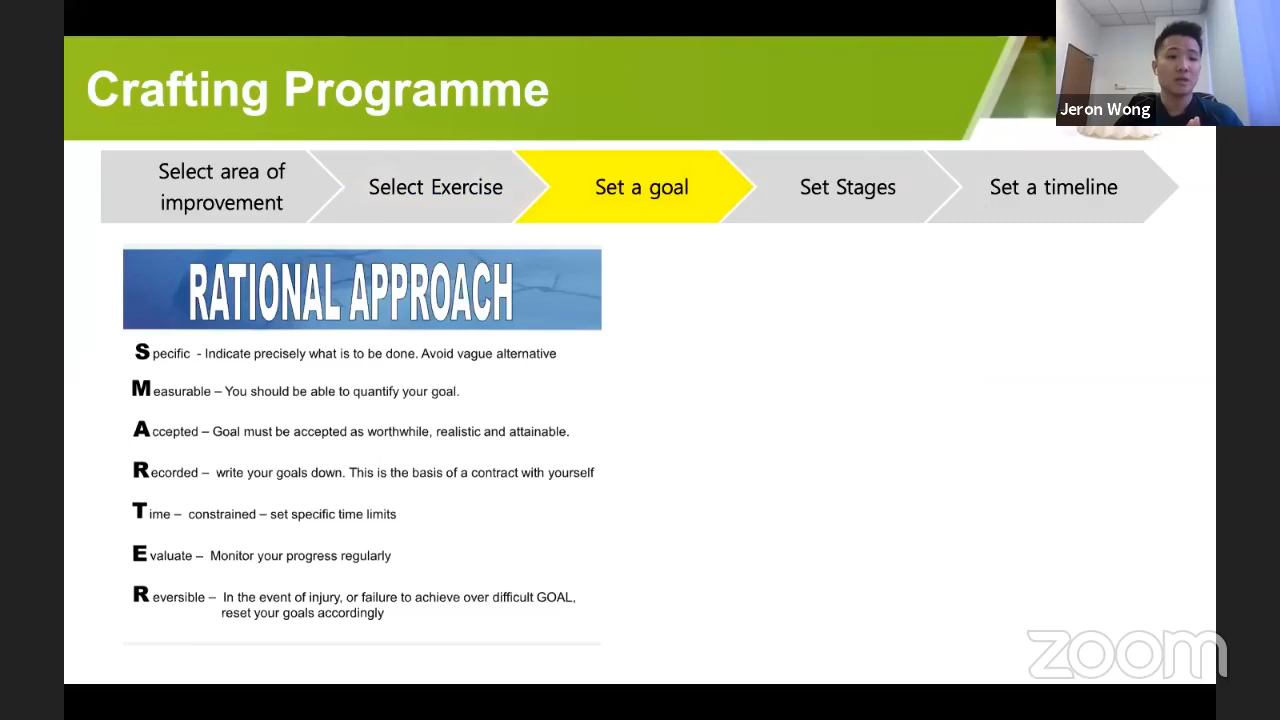 Crafting Programme
Jeron Wong
Select area of
improvement
Select Exercise
Set a goal
Set Stages
Set a timeline
RATIONAL APPROACH
Specific - Indicate precisely what is to be done. Avoid vague alternative
Measurable – You should be able to quantify your goal.
Accepted – Goal must be accepted as worthwhile, realistic and attainable.
Recorded – write your goals down. This is the basis of a contract with yourself
Time – constrained – set specific time limits
Evaluate – Monitor your progress regularly
Reversible – In the event of injury, or failure to achieve over difficult GOAL,
reset your goals accordingly
zoom